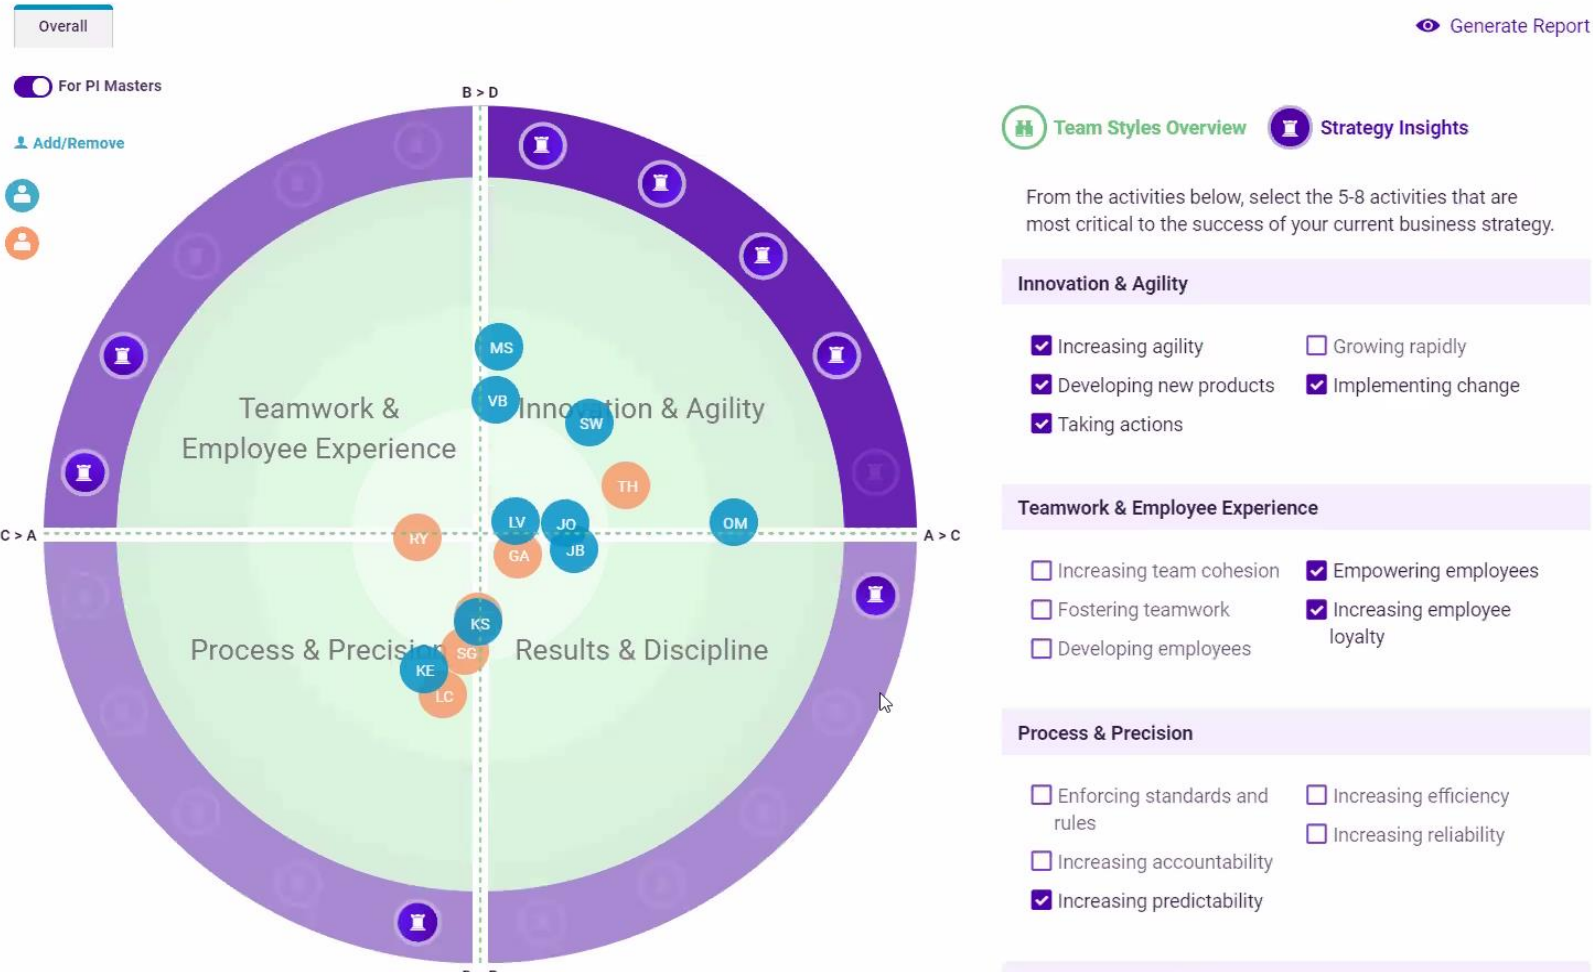 Overall
Generate Report
For PI Masters
B > D
Add/Remove
Team Styles Overview
Strategy Insights
From the activities below, select the 5-8 activities that are
most critical to the success of your current business strategy.
Innovation & Agility
Increasing agility
Growing rapidly
Developing new products
Implementing change
Taking actions
MS
VB
SW
Teamwork &
Employee Experience
Innovation & Agility
TH
LV
JO
OM
C > A
A > C
GA
JB
Teamwork & Employee Experience
Increasing team cohesion
Empowering employees
Fostering teamwork
Increasing employee
loyalty
Developing employees
KS
Process & Precision
SG
Results & Discipline
KE
LC
Process & Precision
Enforcing standards and
rules
Increasing efficiency
Increasing reliability
Increasing accountability
Increasing predictability